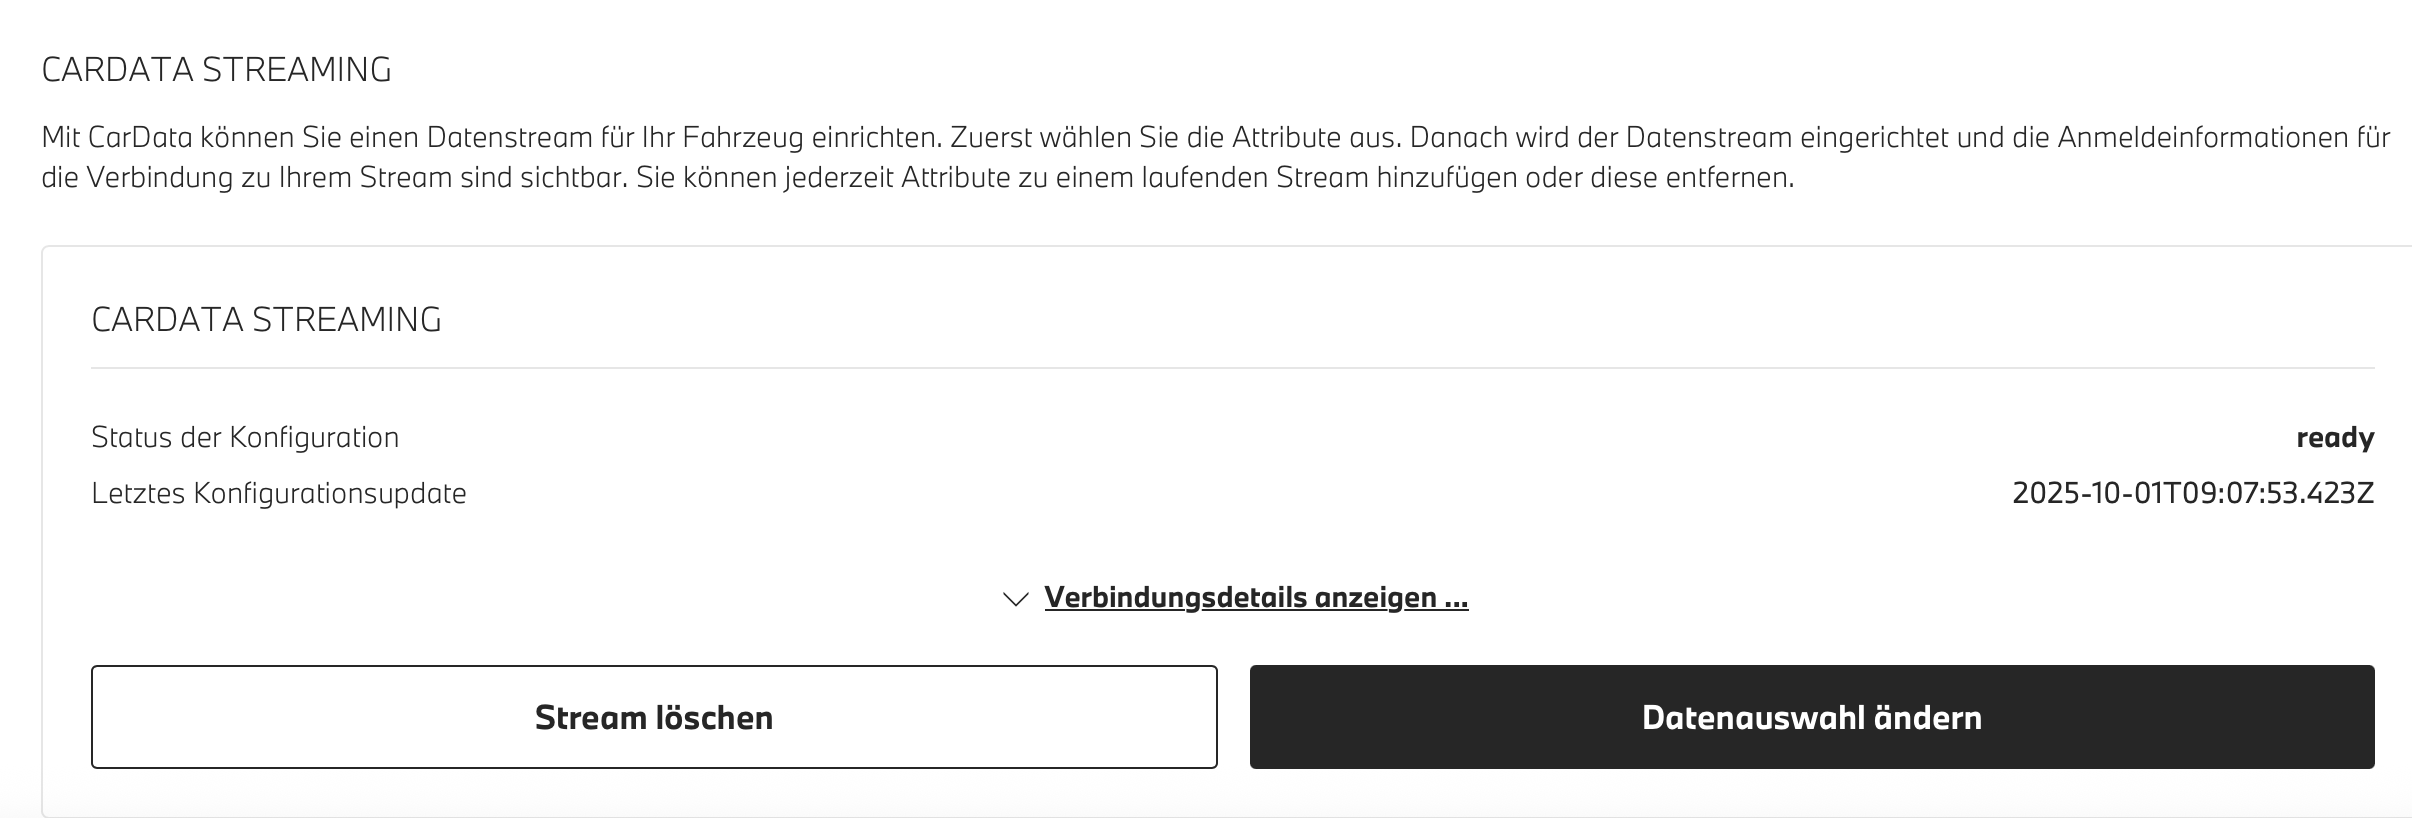 CARDATA STREAMING
Mit CarData können Sie einen Datenstream für Ihr Fahrzeug einrichten. Zuerst wählen Sie die Attribute aus. Danach wird der Datenstream eingerichtet und die Anmeldeinformationen für
die Verbindung zu Ihrem Stream sind sichtbar. Sie können jederzeit Attribute zu einem laufenden Stream hinzufügen oder diese entfernen.
CARDATA STREAMING
Status der Konfiguration ready
Letztes Konfigurationsupdate 2025-10-01T09:07:53.423Z
Verbindungsdetails anzeigen ...
Stream löschen Datenauswahl ändern